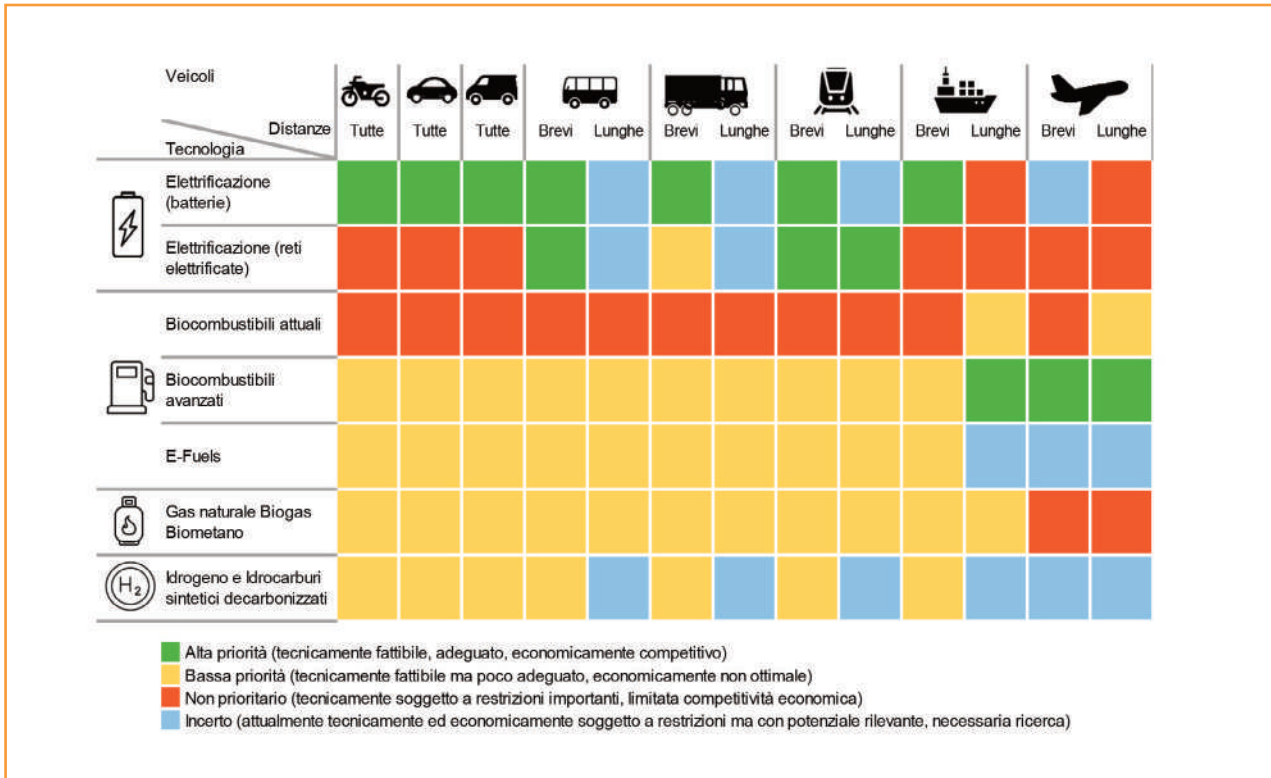 Veicoli
Distanze
Tecnologia
Tutte Tutte Tutte Brevi Lunghe Brevi Lunghe Brevi Lunghe Brevi Lunghe Brevi Lunghe
Elettrificazione
(batterie)
Elettrificazione (reti
elettrificate)
Biocombustibili attuali
Biocombustibili
avanzati
E-Fuels
Gas naturale Biogas
Biometano
H2
Idrogeno e Idrocarburi
sintetici decarbonizzati
Alta priorità (tecnicamente fattibile, adeguato, economicamente competitivo)
Bassa priorità (tecnicamente fattibile ma poco adeguato, economicamente non ottimale)
Non prioritario (tecnicamente soggetto a restrizioni importanti, limitata competitività economica)
Incerto (attualmente tecnicamente ed economicamente soggetto a restrizioni ma con potenziale rilevante, necessaria ricerca)